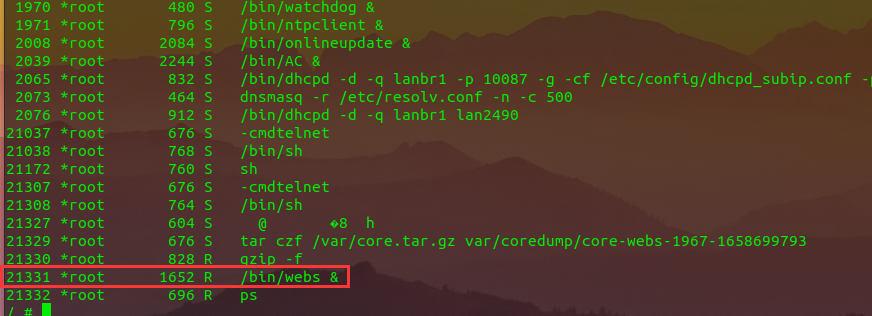 1970 *root 480 S /bin/watchdog &
1971 *root 796 S /bin/ntpclient &
2008 *root 2084 S /bin/onlineupdate &
2039 *root 2244 S /bin/AC &
2065 *root 832 S /bin/dhcpd -d -q lanbr1 -p 10087 -g -cf /etc/config/dhcpd_subip.conf -p
2073 *root 464 S dnsmasq -r /etc/resolv.conf -n -c 500
2076 *root 912 S /bin/dhcpd -d -q lanbr1 lan2490
21037 *root 676 S -cmdtelnet
21038 *root 768 S /bin/sh
21172 *root 760 S sh
21307 *root 676 S -cmdtelnet
21308 *root 764 S /bin/sh
21327 *root 604 S @ �8 h
21329 *root 676 S tar czf /var/core.tar.gz var/coredump/core-webs-1967-1658699793
21330 *root 828 R gzip -f
21331 *root 1652 R /bin/webs &
21332 *root 696 R ps
/ #